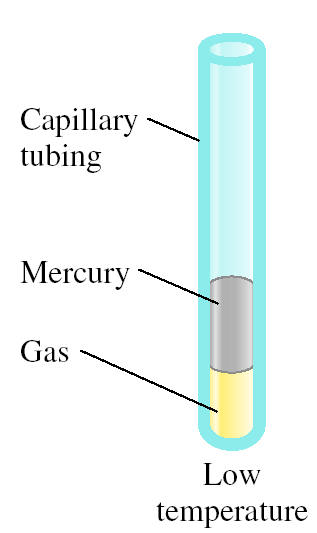 Capillary
tubing
Mercury
Gas
Low
temperature